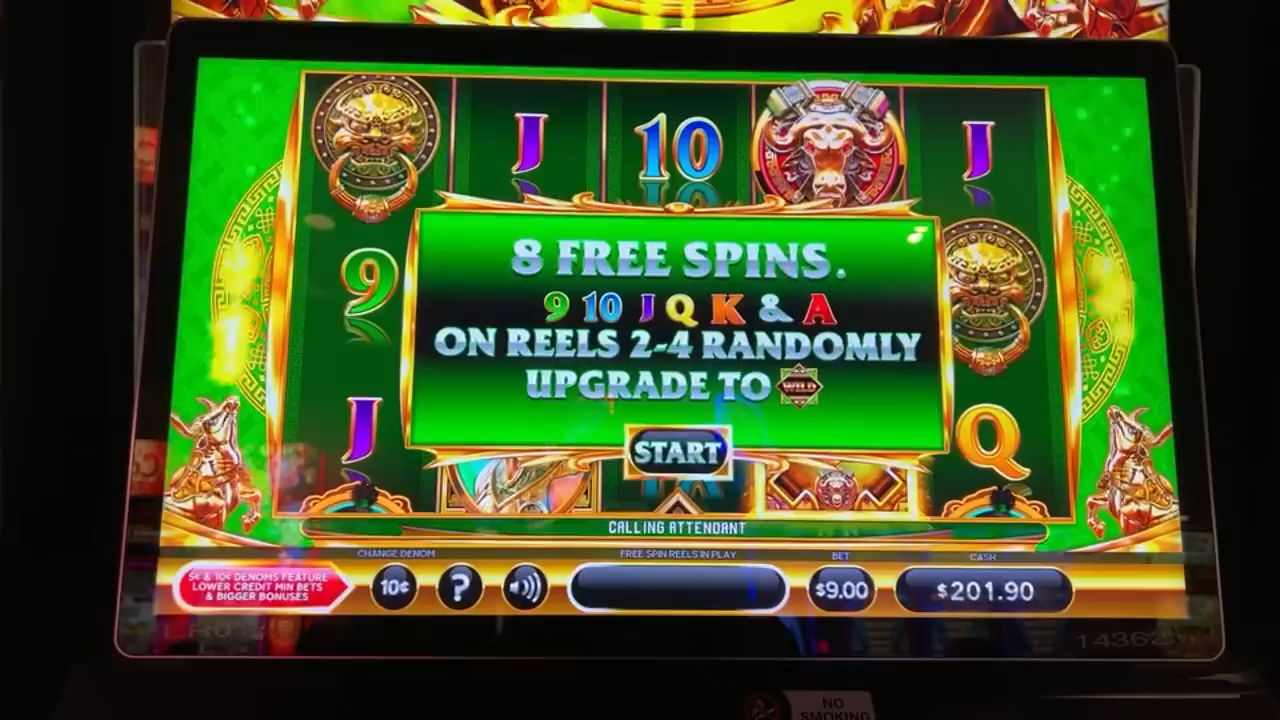 J 10 J
9
8 FREE SPINS.
9 10 J Q K & A
ON REELS 2-4 RANDOMLY
UPGRADE TO WILD
START
J Q
CALLING ATTENDANT
CHANGE DENOM
FREE SPIN REELS IN PLAY
BET
CASH
5¢ & 10¢ DENOMS FEATURE
LOWER CREDIT MIN BETS
& BIGGER BONUSES
10¢
?
$9.00
$201.90
NO
SMOKING